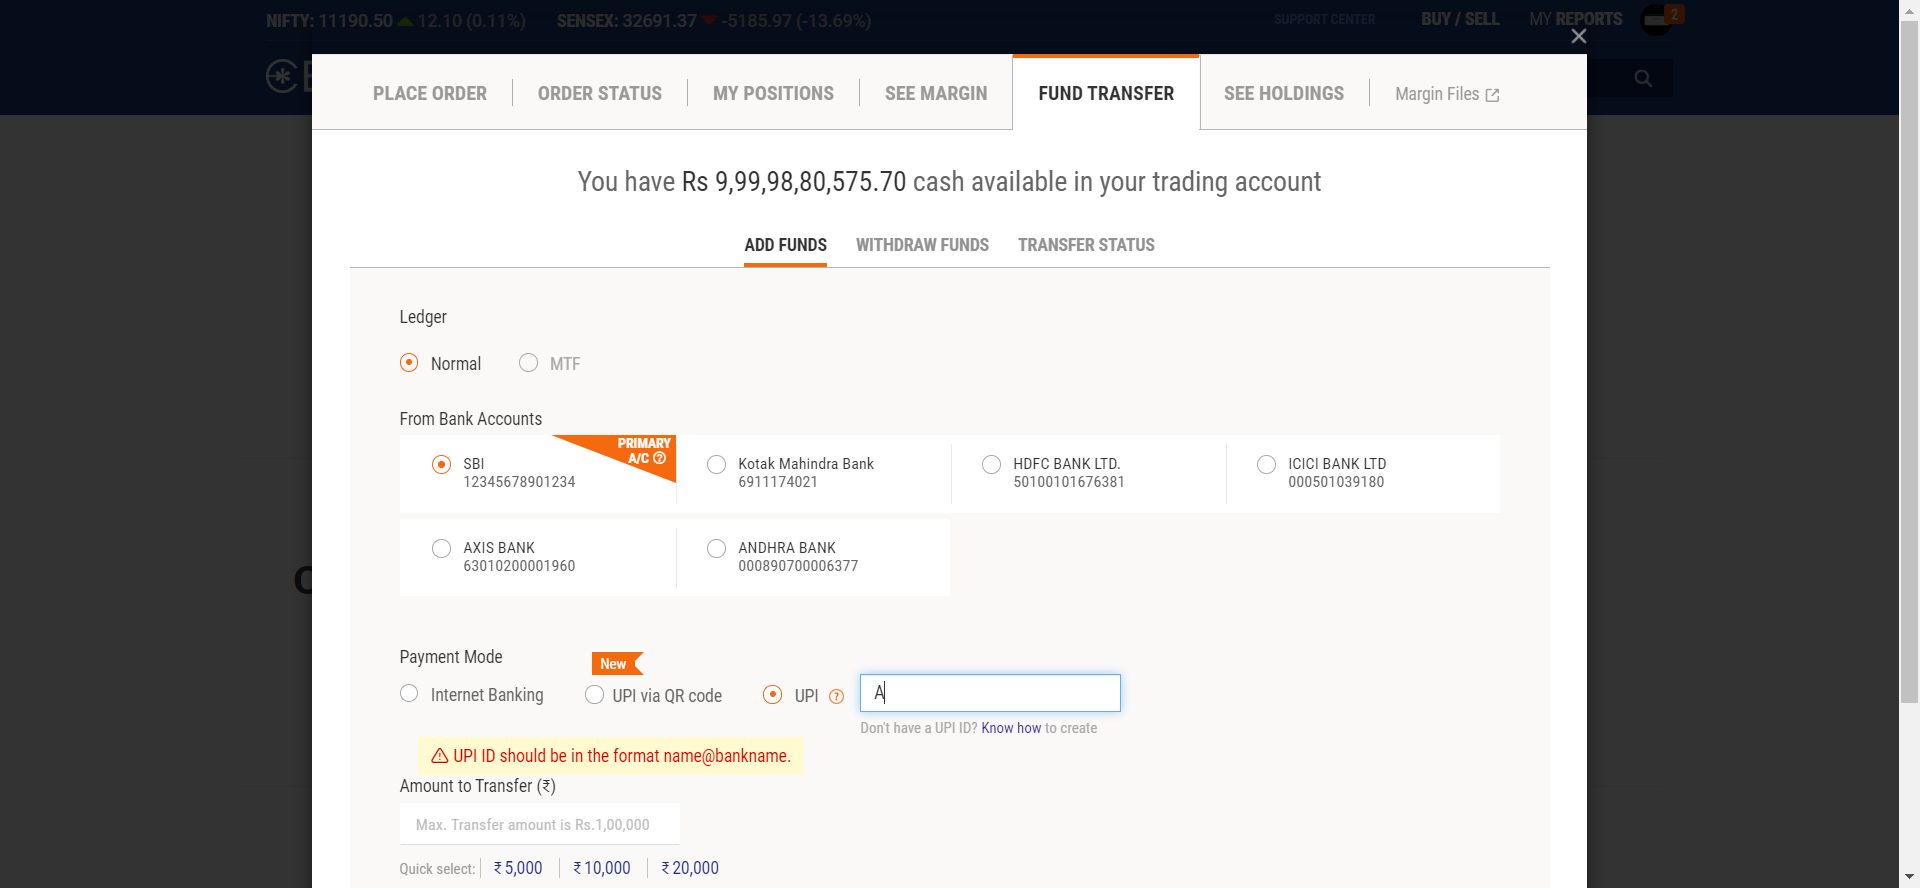 NIFTY: 11190.50 12.10 (0.11%) SENSEX: 32691.37 -5185.97 (-13.69%) SUPPORT CENTER BUY / SELL MY REPORTS 2
PLACE ORDER ORDER STATUS MY POSITIONS SEE MARGIN FUND TRANSFER SEE HOLDINGS Margin Files
You have Rs 9,99,98,80,575.70 cash available in your trading account
ADD FUNDS WITHDRAW FUNDS TRANSFER STATUS
Ledger
Normal MTF
From Bank Accounts
PRIMARY
A/C
SBI
12345678901234
Kotak Mahindra Bank
6911174021
HDFC BANK LTD.
50100101676381
ICICI BANK LTD
000501039180
AXIS BANK
63010200001960
ANDHRA BANK
000890700006377
Payment Mode
New
Internet Banking UPI via QR code UPI ? A
Don't have a UPI ID? Know how to create
UPI ID should be in the format name@bankname.
Amount to Transfer (₹)
Max. Transfer amount is Rs.1,00,000
Quick select: ₹ 5,000 ₹ 10,000 ₹ 20,000